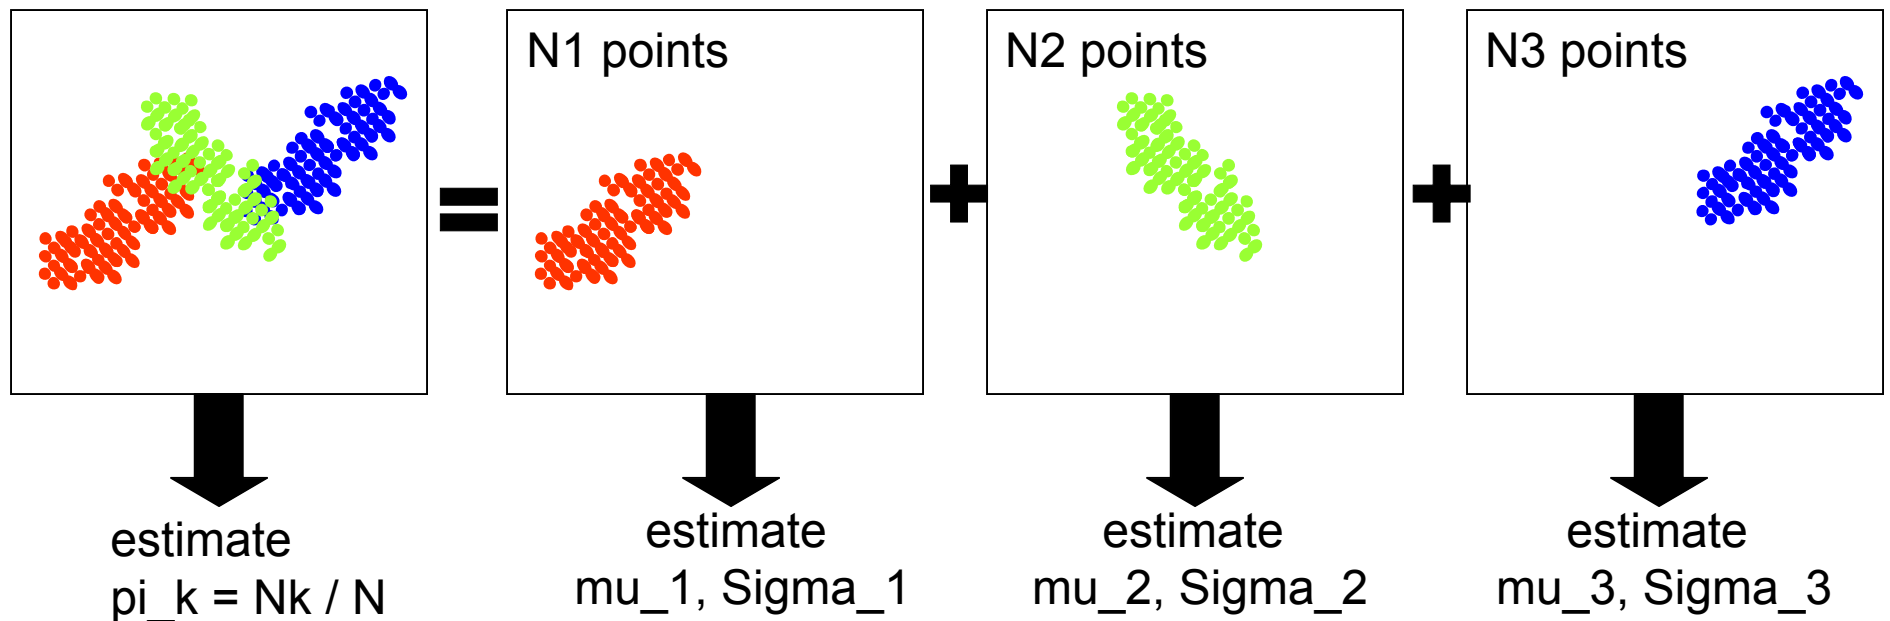 N1 points
N2 points
N3 points
estimate
pi_k = Nk / N
estimate
mu_1, Sigma_1
estimate
mu_2, Sigma_2
estimate
mu_3, Sigma_3